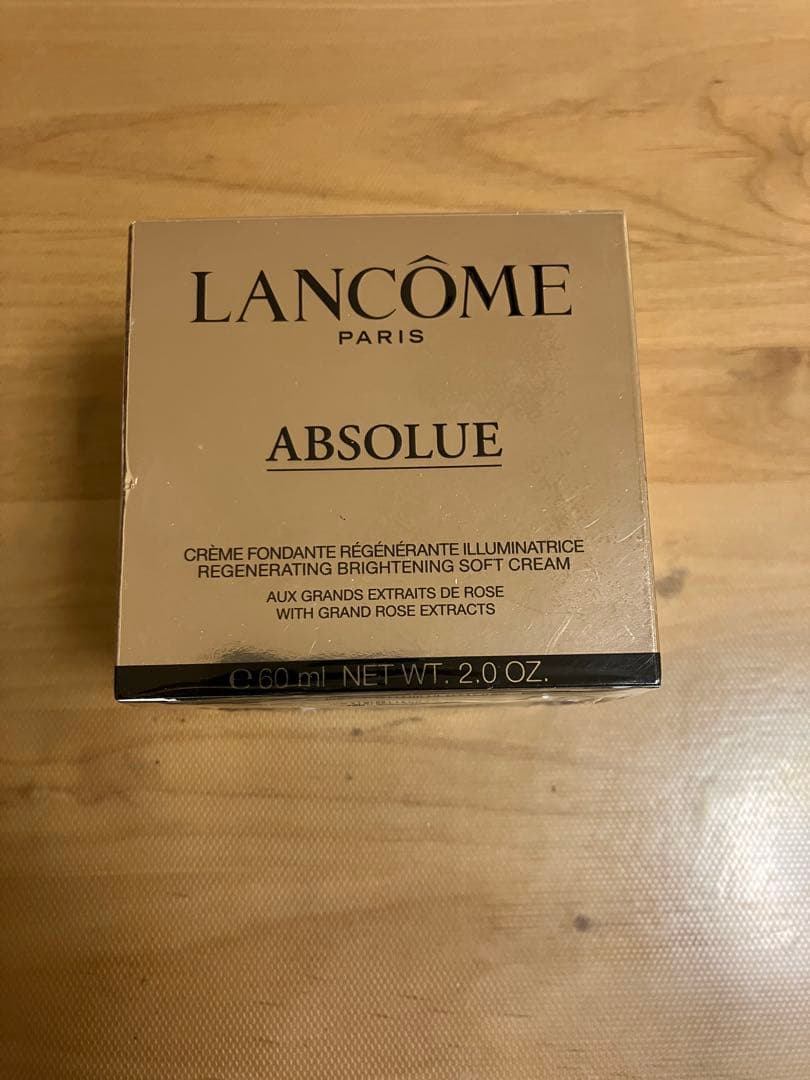 LANCÔME
PARIS
ABSOLUE
CRÈME FONDANTE RÉGÉNÉRANTE ILLUMINATRICE
REGENERATING BRIGHTENING SOFT CREAM
AUX GRANDS EXTRAITS DE ROSE
WITH GRAND ROSE EXTRACTS
℮ 60 ml NET WT. 2.0 OZ.